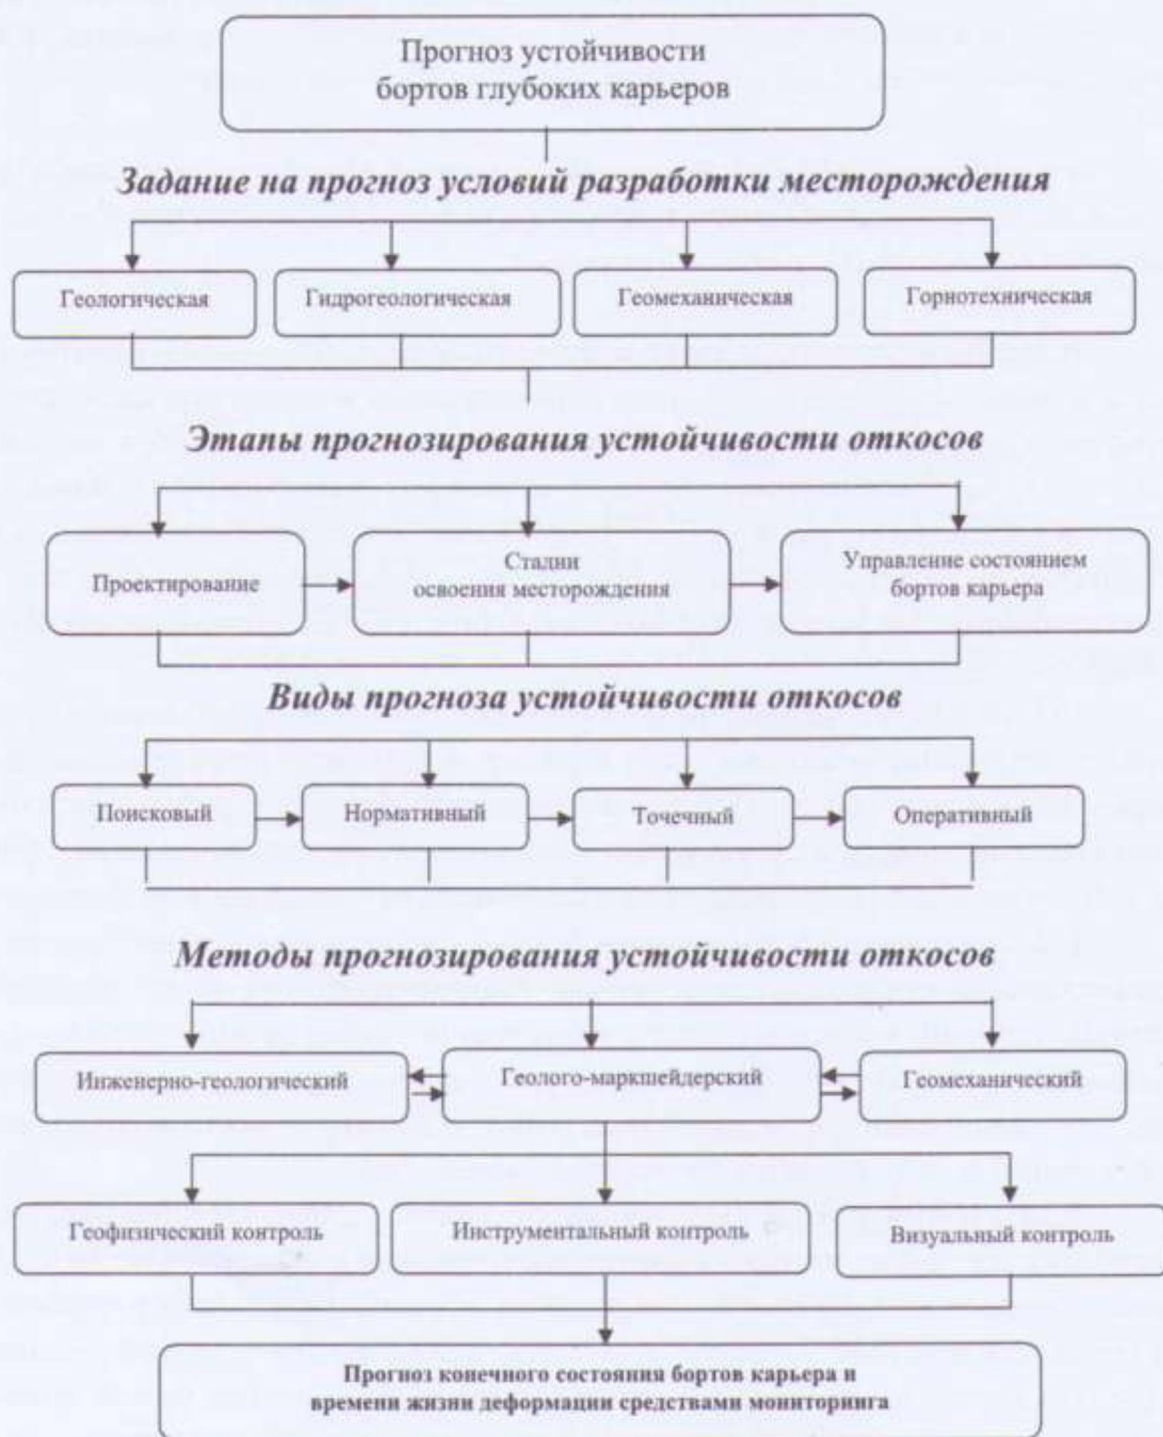 Прогноз устойчивости
бортов глубоких карьеров
Задание на прогноз условий разработки месторождения
Геологическая
Гидрогеологическая
Геомеханическая
Горнотехническая
Этапы прогнозирования устойчивости откосов
Проектирование
Стадии
освоения месторождения
Управление состоянием
бортов карьера
Виды прогноза устойчивости откосов
Поисковый
Нормативный
Точечный
Оперативный
Методы прогнозирования устойчивости откосов
Инженерно-геологический
Геолого-маркшейдерский
Геомеханический
Геофизический контроль
Инструментальный контроль
Визуальный контроль
Прогноз конечного состояния бортов карьера и
времени жизни деформации средствами мониторинга